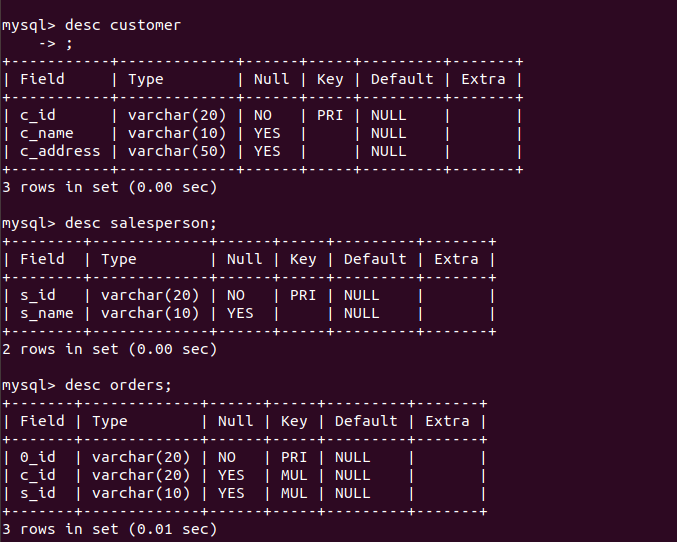 mysql> desc customer
    -> ;
+-----------+-------------+------+-----+---------+-------+
| Field     | Type        | Null | Key | Default | Extra |
+-----------+-------------+------+-----+---------+-------+
| c_id      | varchar(20) | NO   | PRI | NULL    |       |
| c_name    | varchar(10) | YES  |     | NULL    |       |
| c_address | varchar(50) | YES  |     | NULL    |       |
+-----------+-------------+------+-----+---------+-------+
3 rows in set (0.00 sec)

mysql> desc salesperson;
+--------+-------------+------+-----+---------+-------+
| Field  | Type        | Null | Key | Default | Extra |
+--------+-------------+------+-----+---------+-------+
| s_id   | varchar(20) | NO   | PRI | NULL    |       |
| s_name | varchar(10) | YES  |     | NULL    |       |
+--------+-------------+------+-----+---------+-------+
2 rows in set (0.00 sec)

mysql> desc orders;
+-------+-------------+------+-----+---------+-------+
| Field | Type        | Null | Key | Default | Extra |
+-------+-------------+------+-----+---------+-------+
| 0_id  | varchar(20) | NO   | PRI | NULL    |       |
| c_id  | varchar(20) | YES  | MUL | NULL    |       |
| s_id  | varchar(10) | YES  | MUL | NULL    |       |
+-------+-------------+------+-----+---------+-------+
3 rows in set (0.01 sec)